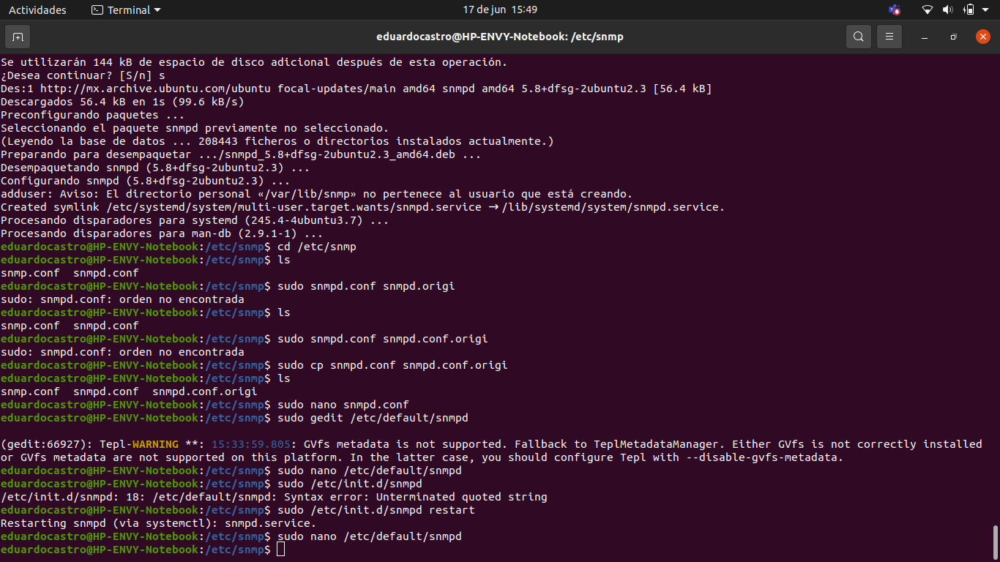 Actividades Terminal 17 de jun 15:49
eduardocastro@HP-ENVY-Notebook: /etc/snmp
Se utilizarán 144 kB de espacio de disco adicional después de esta operación.
¿Desea continuar? [S/n] s
Des:1 http://mx.archive.ubuntu.com/ubuntu focal-updates/main amd64 snmpd amd64 5.8+dfsg-2ubuntu2.3 [56.4 kB]
Descargados 56.4 kB en 1s (99.6 kB/s)
Preconfigurando paquetes ...
Seleccionando el paquete snmpd previamente no seleccionado.
(Leyendo la base de datos ... 208443 ficheros o directorios instalados actualmente.)
Preparando para desempaquetar .../snmpd_5.8+dfsg-2ubuntu2.3_amd64.deb ...
Desempaquetando snmpd (5.8+dfsg-2ubuntu2.3) ...
Configurando snmpd (5.8+dfsg-2ubuntu2.3) ...
adduser: Aviso: El directorio personal «/var/lib/snmp» no pertenece al usuario que está creando.
Created symlink /etc/systemd/system/multi-user.target.wants/snmpd.service → /lib/systemd/system/snmpd.service.
Procesando disparadores para systemd (245.4-4ubuntu3.7) ...
Procesando disparadores para man-db (2.9.1-1) ...
eduardocastro@HP-ENVY-Notebook:/etc/snmp$ cd /etc/snmp
eduardocastro@HP-ENVY-Notebook:/etc/snmp$ ls
snmp.conf  snmpd.conf
eduardocastro@HP-ENVY-Notebook:/etc/snmp$ sudo snmpd.conf snmpd.origi
sudo: snmpd.conf: orden no encontrada
eduardocastro@HP-ENVY-Notebook:/etc/snmp$ ls
snmp.conf  snmpd.conf
eduardocastro@HP-ENVY-Notebook:/etc/snmp$ sudo snmpd.conf snmpd.conf.origi
sudo: snmpd.conf: orden no encontrada
eduardocastro@HP-ENVY-Notebook:/etc/snmp$ sudo cp snmpd.conf snmpd.conf.origi
eduardocastro@HP-ENVY-Notebook:/etc/snmp$ ls
snmp.conf  snmpd.conf  snmpd.conf.origi
eduardocastro@HP-ENVY-Notebook:/etc/snmp$ sudo nano snmpd.conf
eduardocastro@HP-ENVY-Notebook:/etc/snmp$ sudo gedit /etc/default/snmpd
(gedit:66927): Tepl-WARNING **: 15:33:59.805: GVfs metadata is not supported. Fallback to TeplMetadataManager. Either GVfs is not correctly installed
or GVfs metadata are not supported on this platform. In the latter case, you should configure Tepl with --disable-gvfs-metadata.
eduardocastro@HP-ENVY-Notebook:/etc/snmp$ sudo nano /etc/default/snmpd
eduardocastro@HP-ENVY-Notebook:/etc/snmp$ sudo /etc/init.d/snmpd
/etc/init.d/snmpd: 18: /etc/default/snmpd: Syntax error: Unterminated quoted string
eduardocastro@HP-ENVY-Notebook:/etc/snmp$ sudo /etc/init.d/snmpd restart
Restarting snmpd (via systemctl): snmpd.service.
eduardocastro@HP-ENVY-Notebook:/etc/snmp$ sudo nano /etc/default/snmpd
eduardocastro@HP-ENVY-Notebook:/etc/snmp$